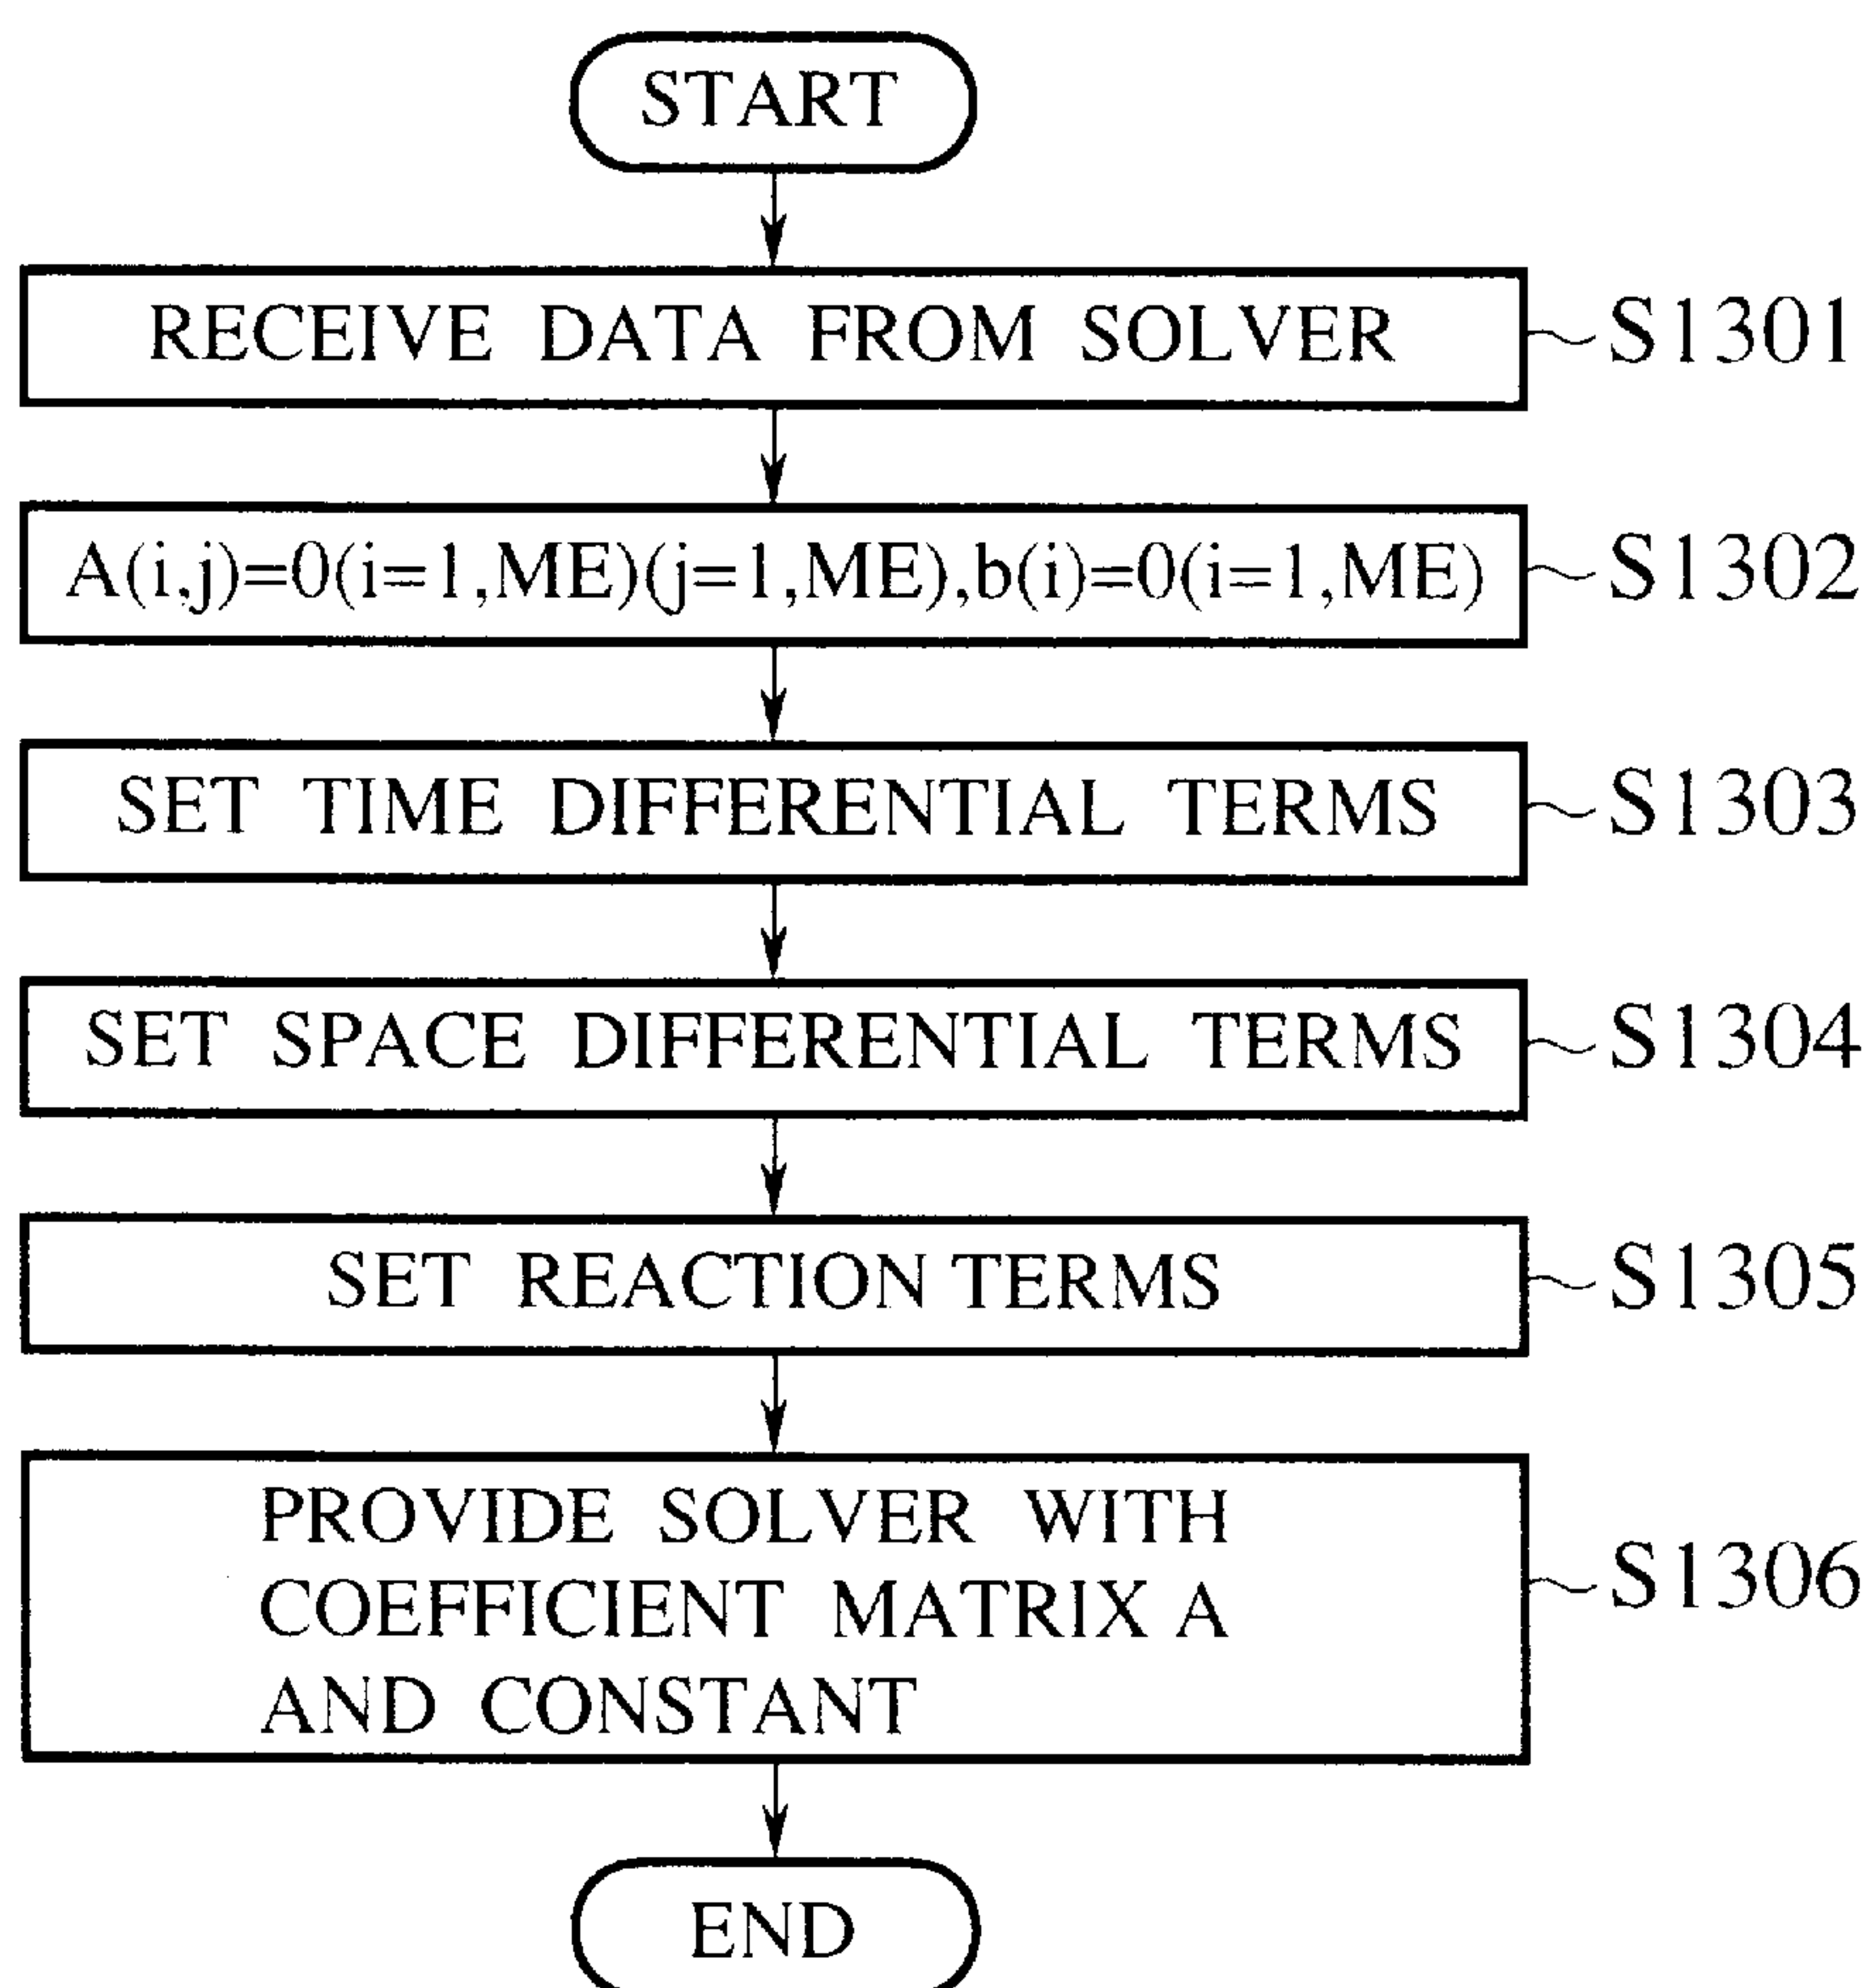 START
RECEIVE DATA FROM SOLVER
S1301
A(i,j)=0(i=1,ME)(j=1,ME),b(i)=0(i=1,ME)
S1302
SET TIME DIFFERENTIAL TERMS
S1303
SET SPACE DIFFERENTIAL TERMS
S1304
SET REACTION TERMS
S1305
PROVIDE SOLVER WITH
COEFFICIENT MATRIX A
AND CONSTANT
S1306
END